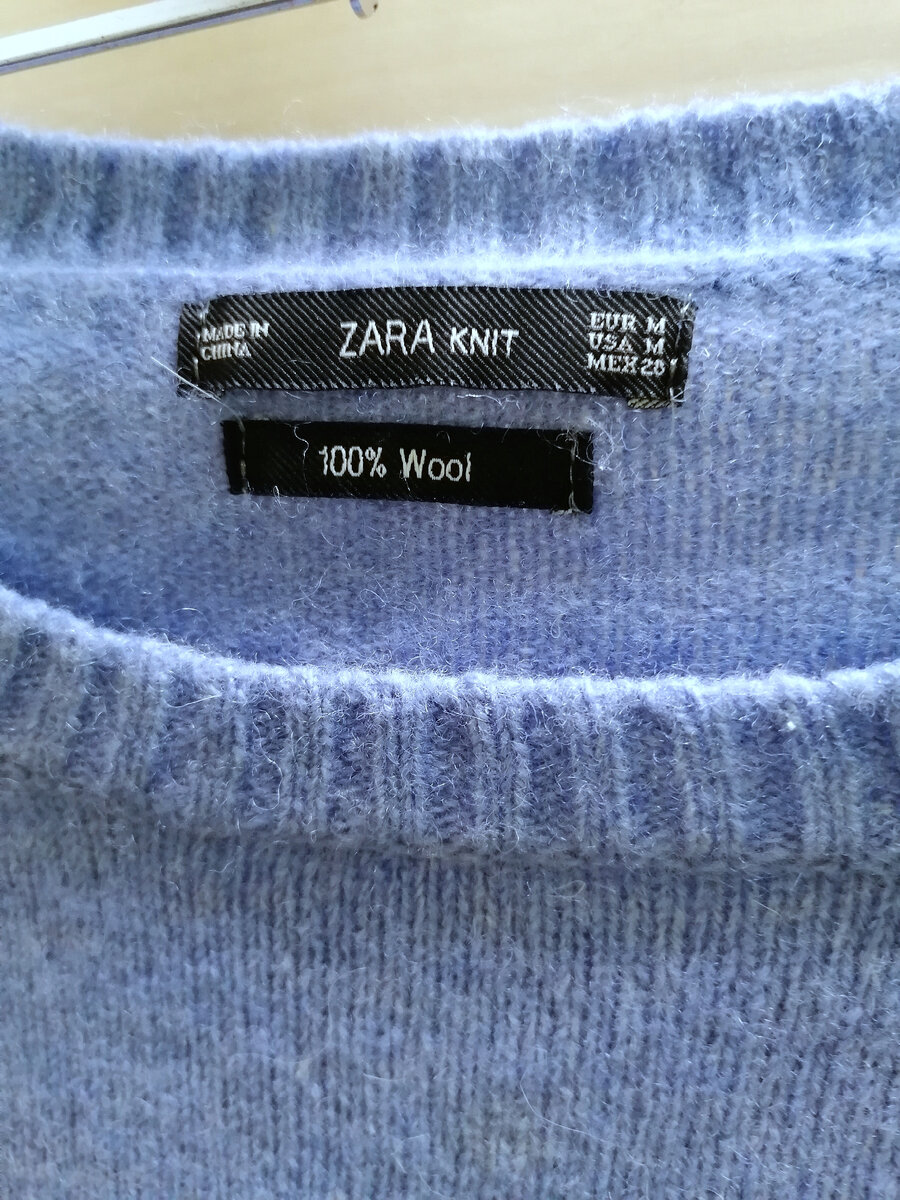 MADE IN
CHINA
ZARA KNIT
EUR M
USA M
MEX 28
100% Wool